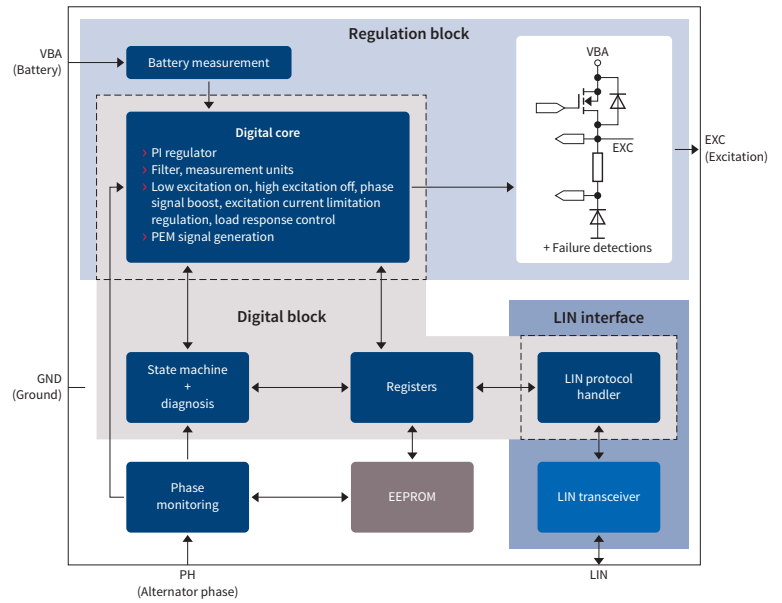 Regulation block
VBA
(Battery)
Battery measurement
VBA
Digital core
› PI regulator
› Filter, measurement units
› Low excitation on, high excitation off, phase
signal boost, excitation current limitation
regulation, load response control
› PEM signal generation
EXC
EXC
(Excitation)
+ Failure detections
Digital block
LIN interface
GND
(Ground)
State machine
+
diagnosis
Registers
LIN protocol
handler
Phase
monitoring
EEPROM
LIN transceiver
PH
(Alternator phase)
LIN